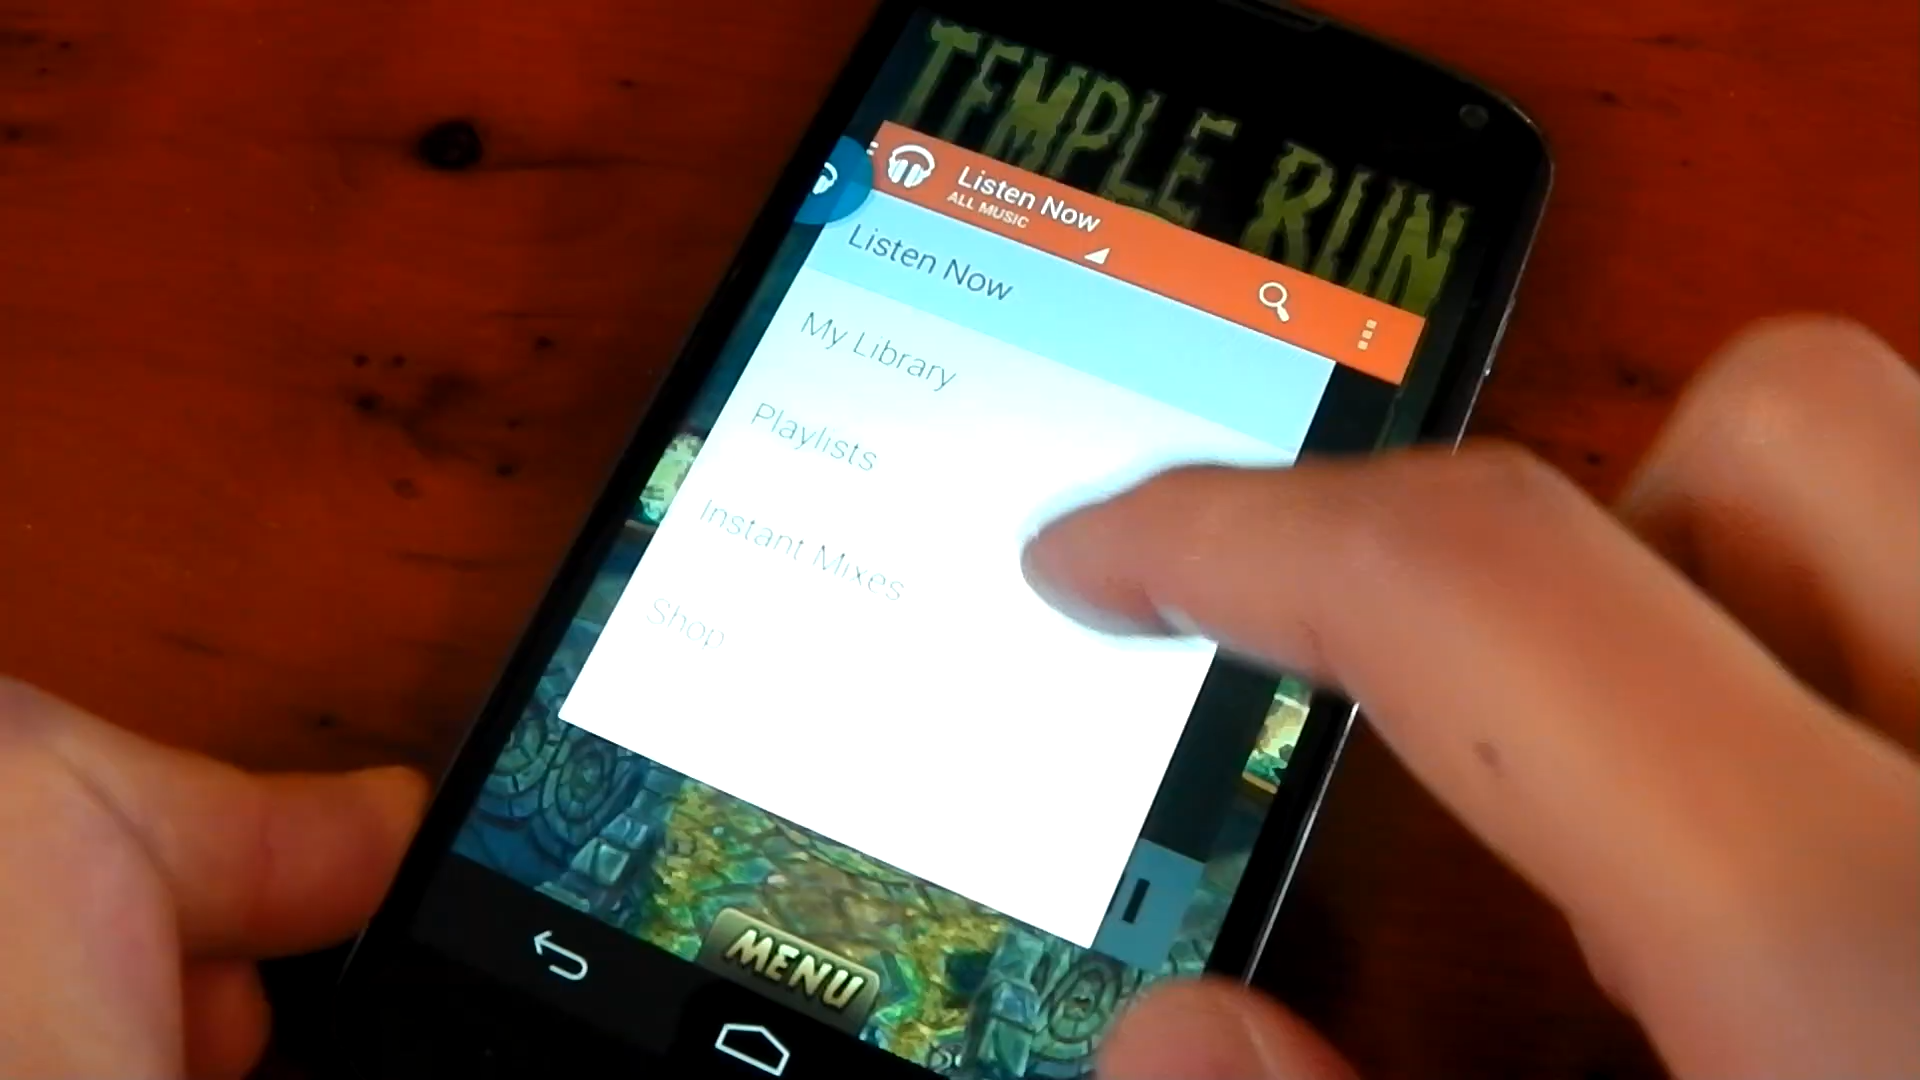 TEMPLE RUN
Listen Now
ALL MUSIC
Listen Now
My Library
Playlists
Instant Mixes
Shop
MENU